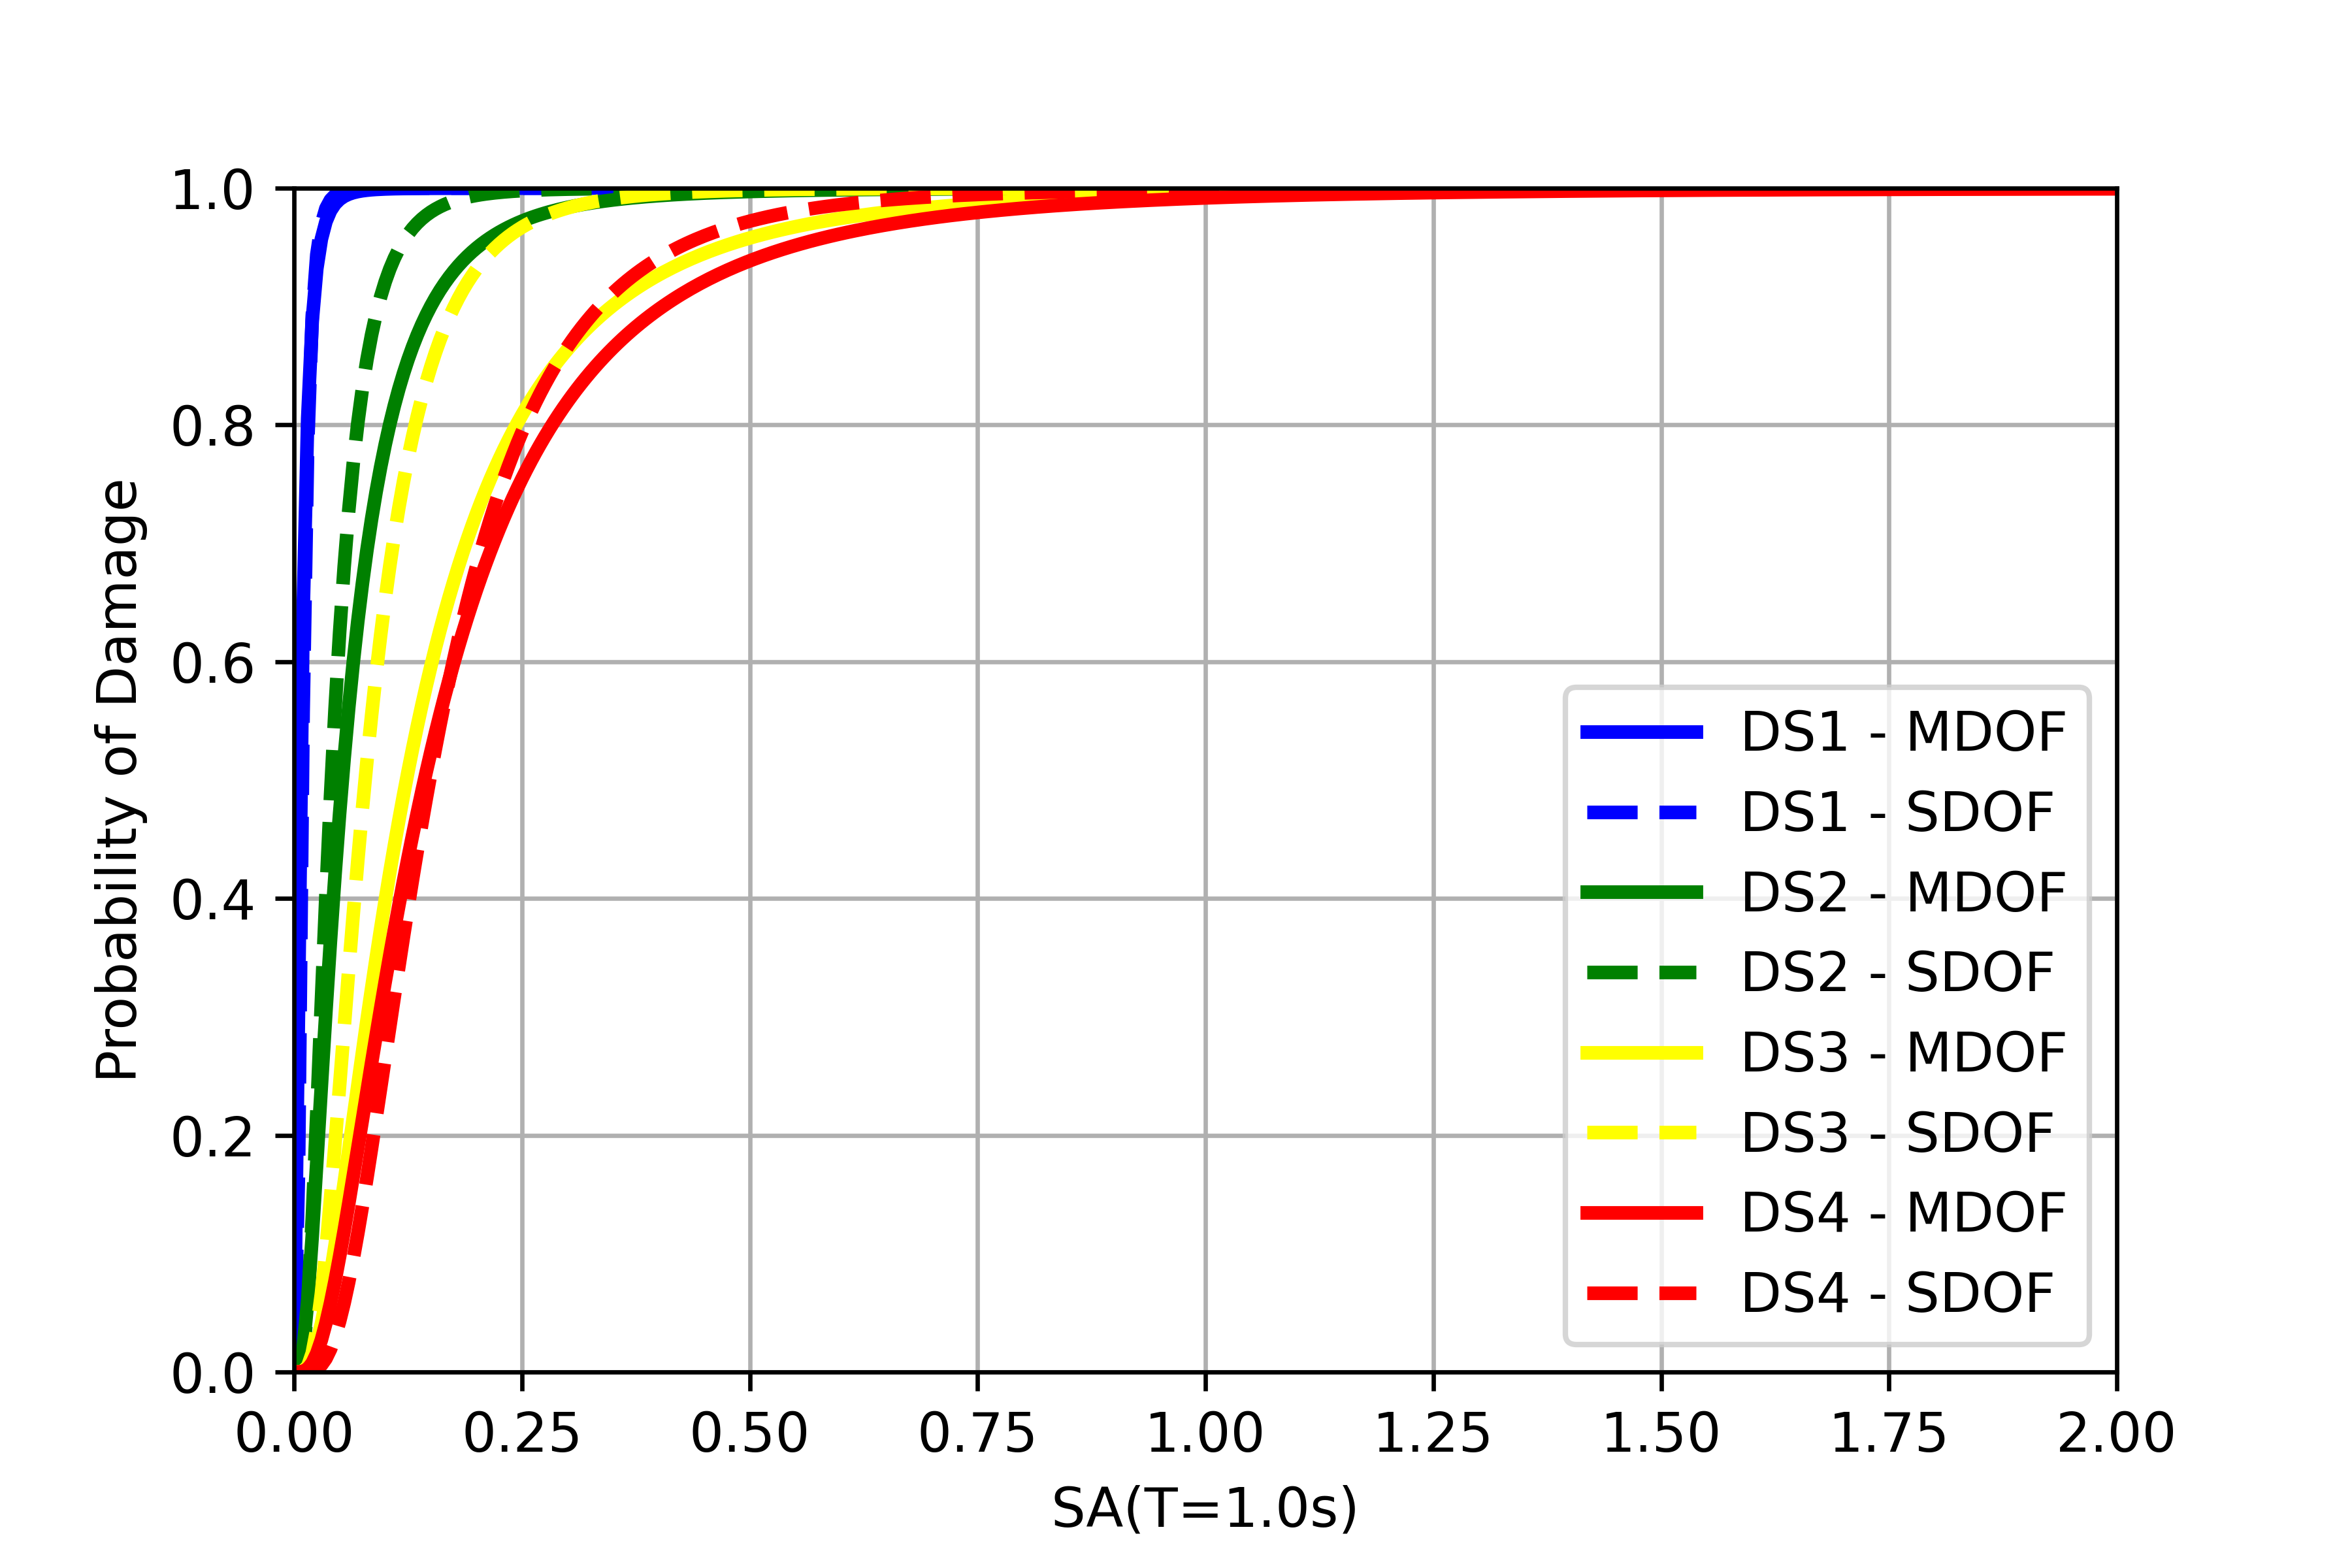 1.0
0.8
0.6
0.4
0.2
0.0
Probability of Damage
0.00 0.25 0.50 0.75 1.00 1.25 1.50 1.75 2.00
SA(T=1.0s)
DS1 - MDOF
DS1 - SDOF
DS2 - MDOF
DS2 - SDOF
DS3 - MDOF
DS3 - SDOF
DS4 - MDOF
DS4 - SDOF